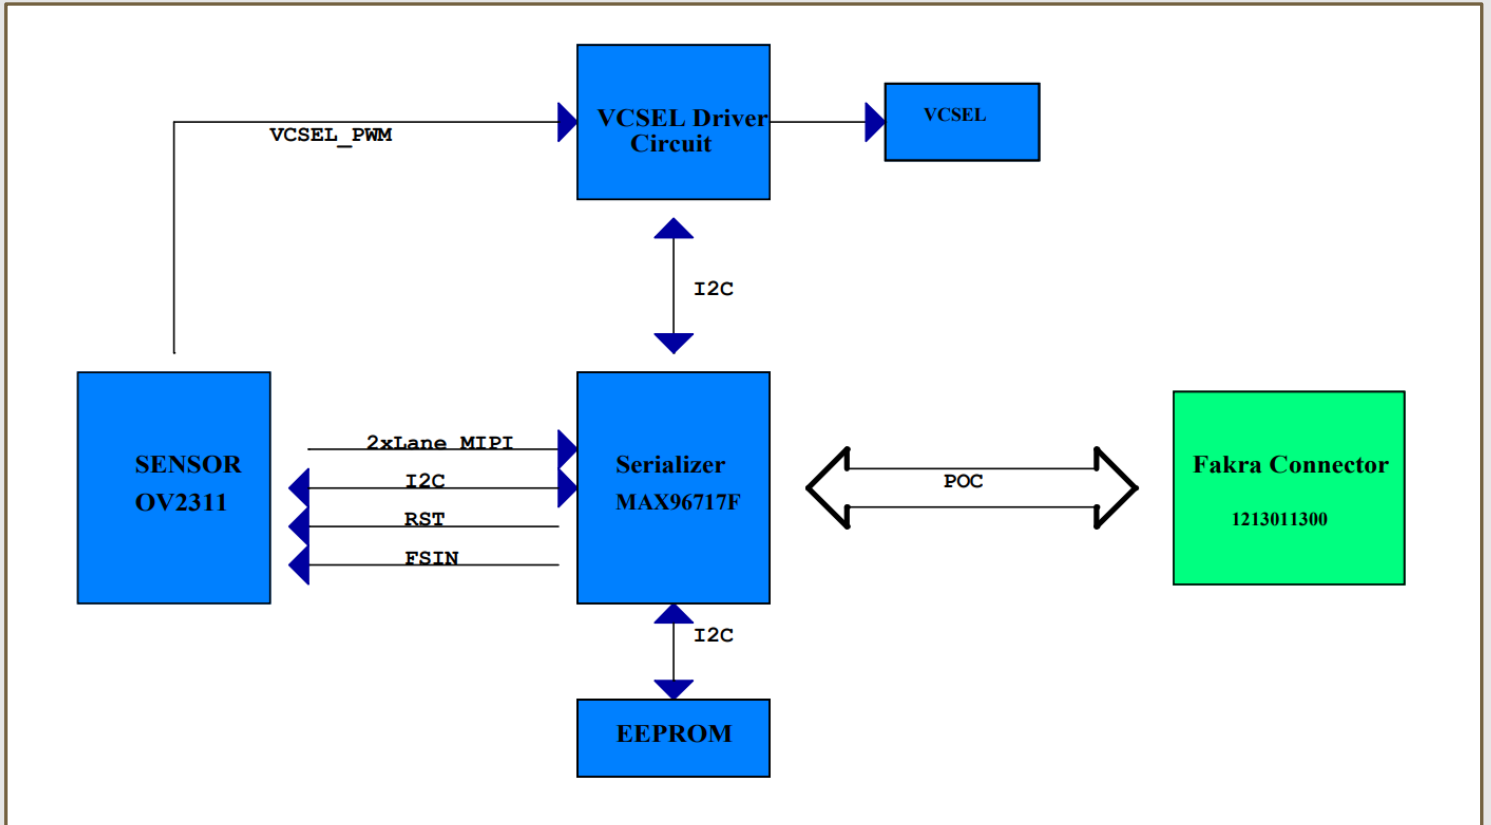 VCSEL Driver
Circuit
VCSEL
VCSEL_PWM
I2C
SENSOR
OV2311
2xLane MIPI
I2C
RST
FSIN
Serializer
MAX96717F
POC
Fakra Connector
1213011300
I2C
EEPROM